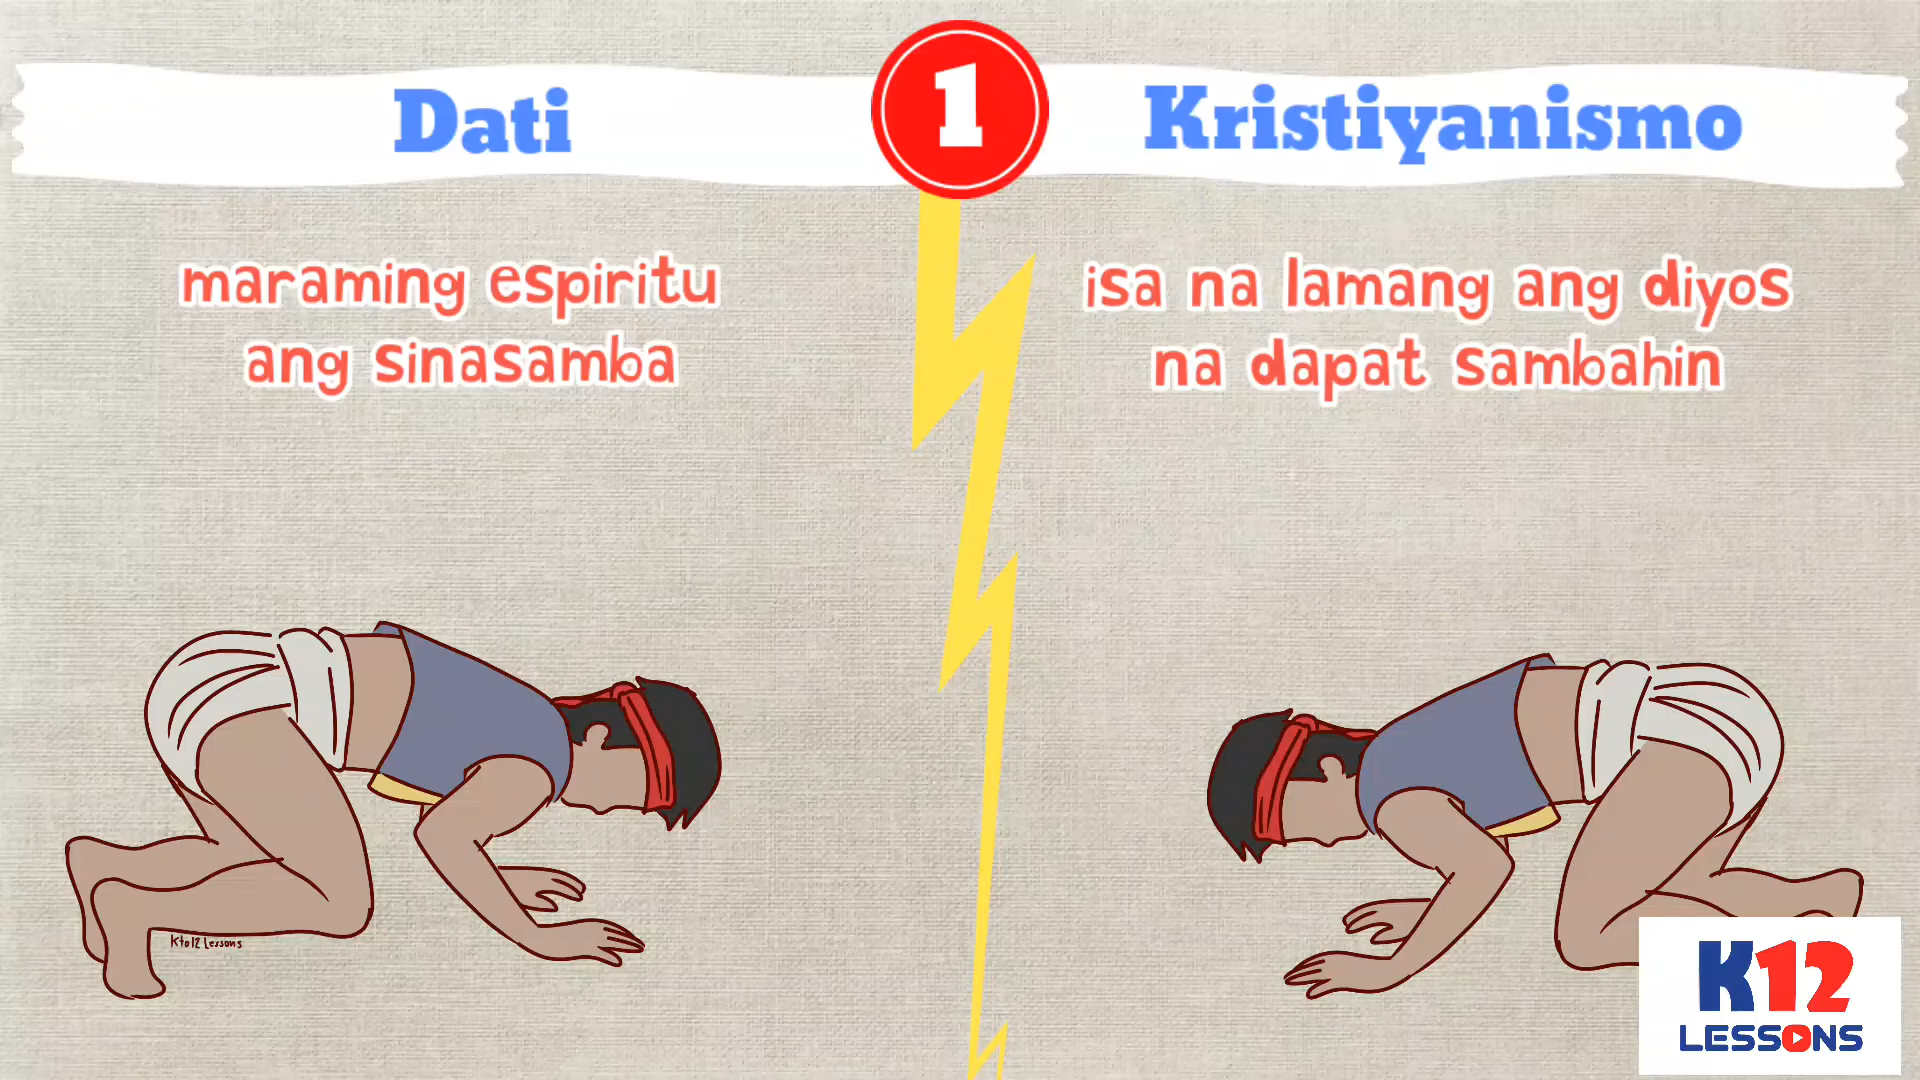 Dati
1
Kristiyanismo
maraming espiritu
ang sinasamba
isa na lamang ang diyos
na dapat sambahin
Kto12 Lessons
K12
LESSONS